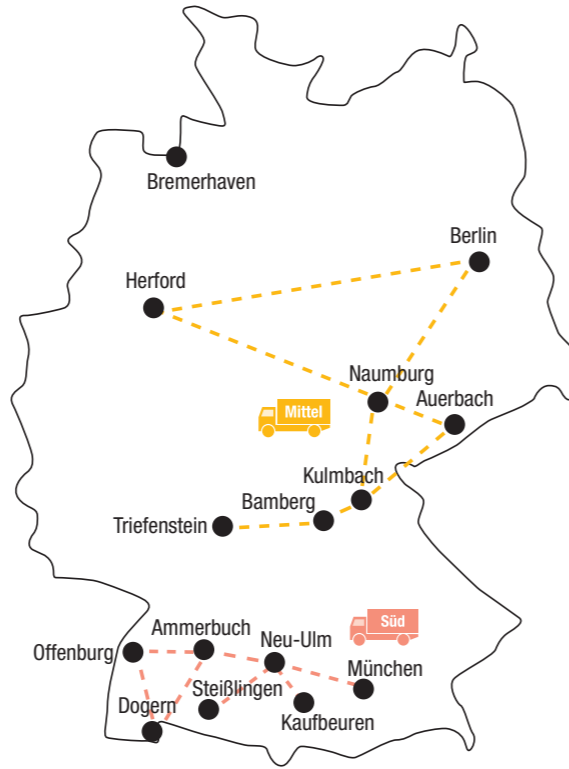 Bremerhaven
Berlin
Herford
Naumburg
Auerbach
Mittel
Kulmbach
Bamberg
Triefenstein
Süd
Ammerbuch
Neu-Ulm
Offenburg
München
Steißlingen
Dogern
Kaufbeuren